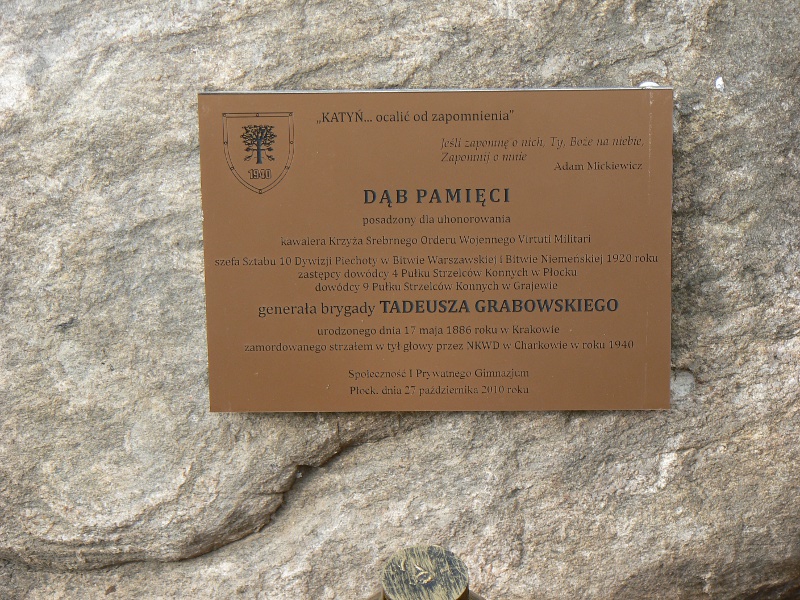 „KATYŃ... ocalić od zapomnienia”
Jeśli zapomnę o nich, Ty, Boże na niebie,
Zapomnij o mnie
Adam Mickiewicz
1940
DĄB PAMIĘCI
posadzony dla uhonorowania
kawalera Krzyża Srebrnego Orderu Wojennego Virtuti Militari
szefa Sztabu 10 Dywizji Piechoty w Bitwie Warszawskiej i Bitwie Niemeńskiej 1920 roku
zastępcy dowódcy 4 Pułku Strzelców Konnych w Płocku
dowódcy 9 Pułku Strzelców Konnych w Grajewie
generała brygady TADEUSZA GRABOWSKIEGO
urodzonego dnia 17 maja 1886 roku w Krakowie
zamordowanego strzałem w tył głowy przez NKWD w Charkowie w roku 1940
Społeczność I Prywatnego Gimnazjum
Płock, dnia 27 października 2010 roku